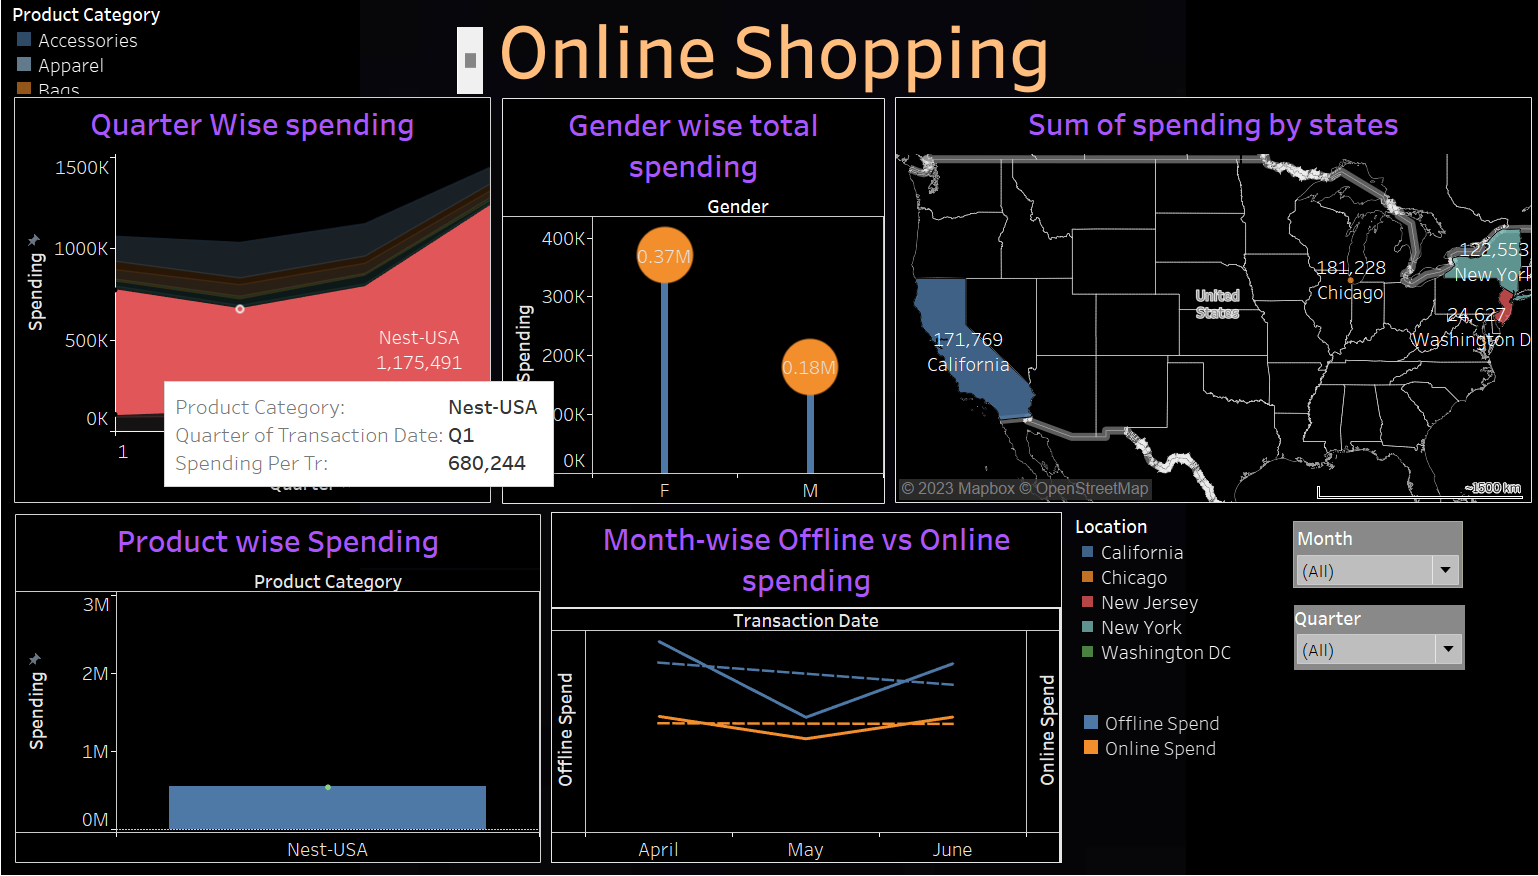 Product Category
Accessories
Apparel
Bags
Online Shopping
Quarter Wise spending
1500K
1000K
500K
0K
Spending
1
Nest-USA
1,175,491
Product Category: Nest-USA
Quarter of Transaction Date: Q1
Spending Per Tr: 680,244
Quarter
Gender wise total
spending
Gender
400K
300K
200K
00K
0K
Spending
0.37M
0.18M
F
M
Sum of spending by states
122,553
New York
181,228
Chicago
United
States
24,627
Washington D
171,769
California
© 2023 Mapbox © OpenStreetMap
~1500 km
Product wise Spending
Product Category
3M
2M
1M
0M
Spending
Nest-USA
Month-wise Offline vs Online
spending
Transaction Date
Offline Spend
Online Spend
April
May
June
Location
California
Chicago
New Jersey
New York
Washington DC
Offline Spend
Online Spend
Month
(All)
Quarter
(All)